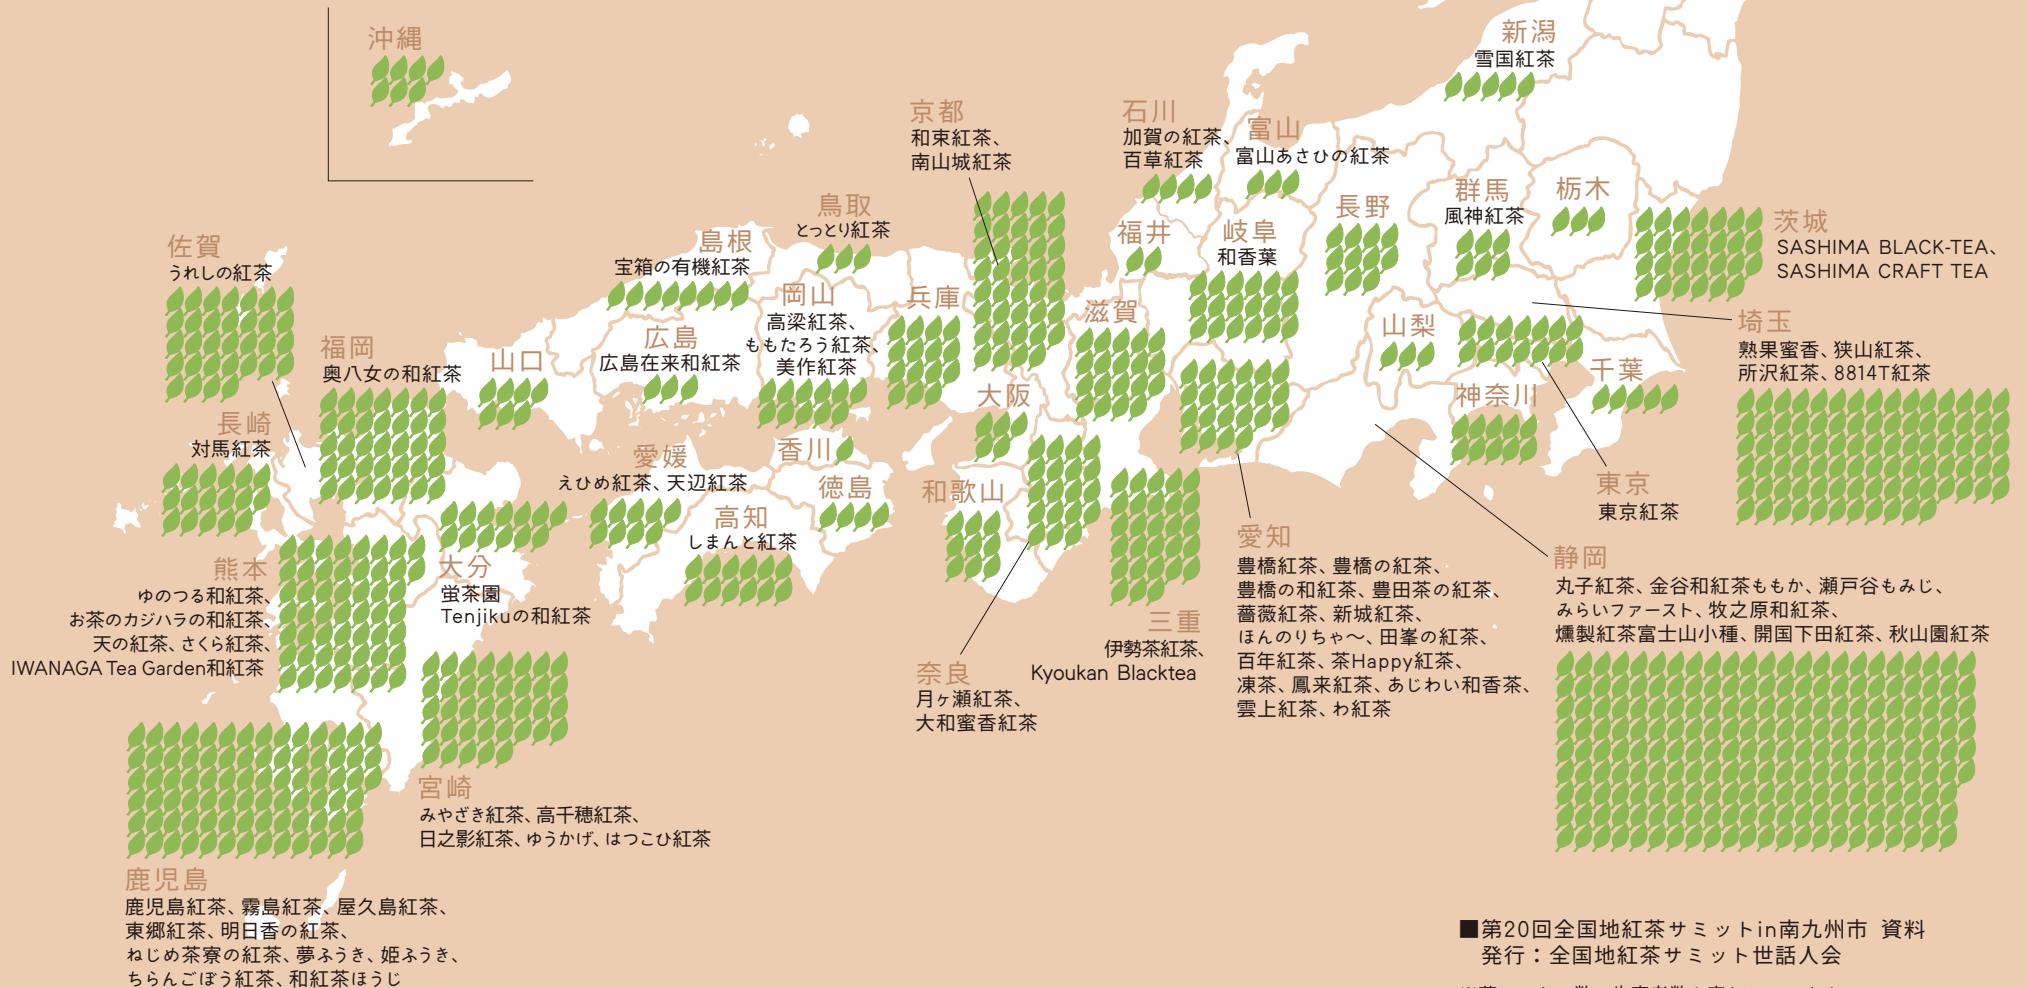 沖縄
新潟
雪国紅茶
京都
和束紅茶、
南山城紅茶
石川
加賀の紅茶、
百草紅茶
富山
富山あさひの紅茶
長野
群馬
風神紅茶
栃木
茨城
SASHIMA BLACK-TEA、
SASHIMA CRAFT TEA
福井
岐阜
和香葉
鳥取
とっとり紅茶
島根
宝箱の有機紅茶
岡山
高梁紅茶、
ももたろう紅茶、
美作紅茶
兵庫
滋賀
山梨
埼玉
熟果蜜香、狭山紅茶、
所沢紅茶、8814T紅茶
千葉
神奈川
東京
東京紅茶
佐賀
うれしの紅茶
福岡
奥八女の和紅茶
山口
広島
広島在来和紅茶
大阪
長崎
対馬紅茶
愛媛
えひめ紅茶、天辺紅茶
香川
徳島
高知
しまんと紅茶
和歌山
熊本
ゆのつる和紅茶、
お茶のカジハラの和紅茶、
天の紅茶、さくら紅茶、
IWANAGA Tea Garden和紅茶
大分
蛍茶園
Tenjikuの和紅茶
三重
伊勢茶紅茶、
Kyoukan Blacktea
奈良
月ヶ瀬紅茶、
大和蜜香紅茶
愛知
豊橋紅茶、豊橋の紅茶、
豊橋の和紅茶、豊田茶の紅茶、
薔薇紅茶、新城紅茶、
ほんのりちゃ〜、田峯の紅茶、
百年紅茶、茶Happy紅茶、
凍茶、鳳来紅茶、あじわい和香茶、
雲上紅茶、わ紅茶
静岡
丸子紅茶、金谷和紅茶ももか、瀬戸谷もみじ、
みらいファースト、牧之原和紅茶、
燻製紅茶富士山小種、開国下田紅茶、秋山園紅茶
宮崎
みやざき紅茶、高千穂紅茶、
日之影紅茶、ゆうかげ、はつこひ紅茶
鹿児島
鹿児島紅茶、霧島紅茶、屋久島紅茶、
東郷紅茶、明日香の紅茶、
ねじめ茶寮の紅茶、夢ふうき、姫ふうき、
ちらんごぼう紅茶、和紅茶ほうじ
■第20回全国地紅茶サミットin南九州市 資料
発行：全国地紅茶サミット世話人会